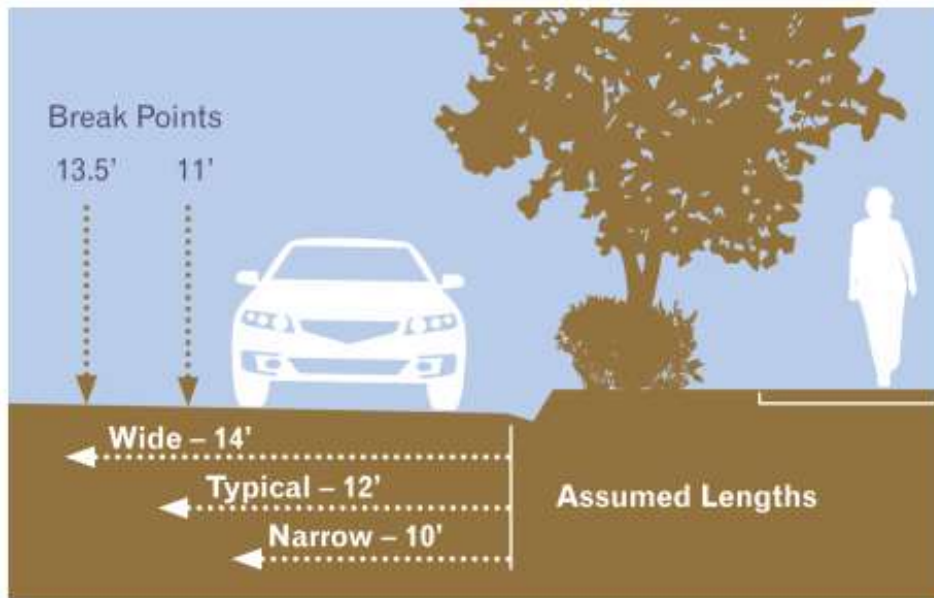 Break Points
13.5’ 11’
Wide – 14’
Typical – 12’
Narrow – 10’
Assumed Lengths